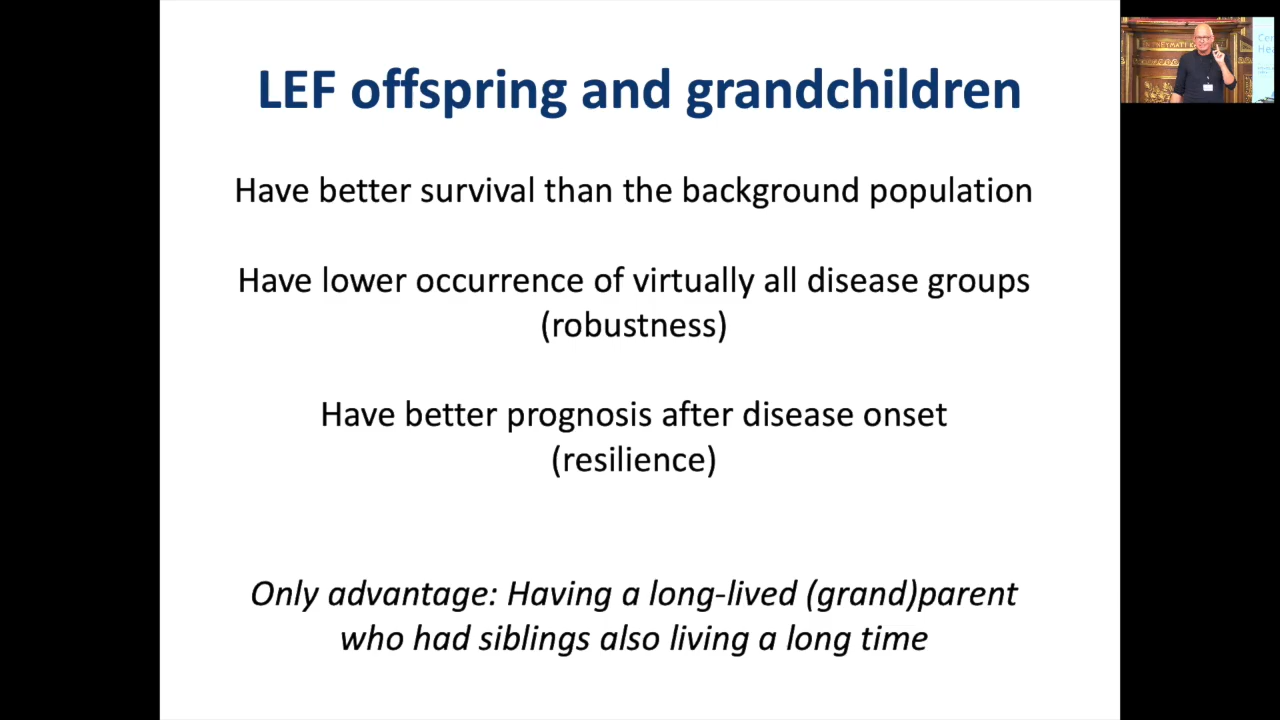 LEF offspring and grandchildren
Have better survival than the background population
Have lower occurrence of virtually all disease groups
(robustness)
Have better prognosis after disease onset
(resilience)
Only advantage: Having a long-lived (grand)parent
who had siblings also living a long time